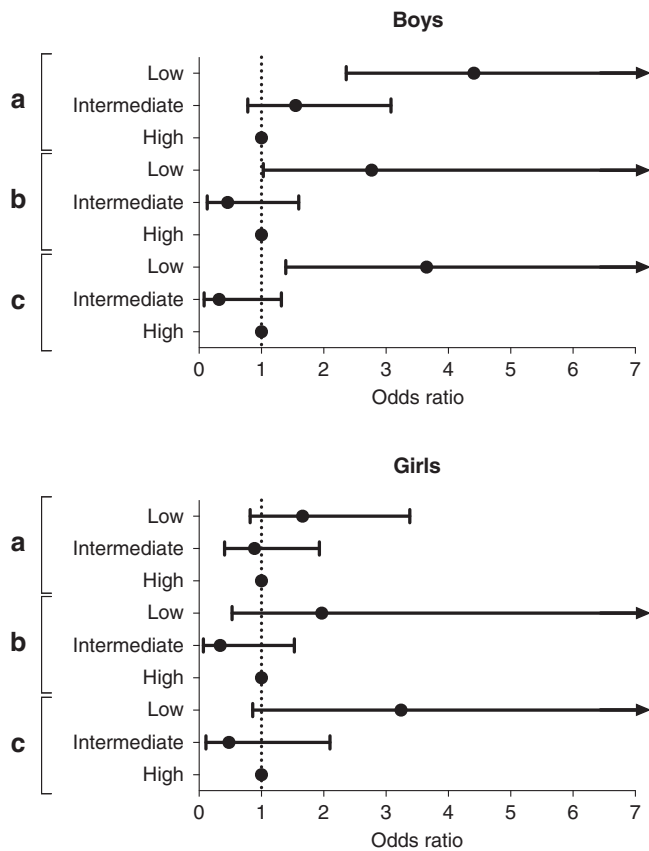 Boys
a
Low
Intermediate
High
b
Low
Intermediate
High
c
Low
Intermediate
High
0 1 2 3 4 5 6 7
Odds ratio
Girls
a
Low
Intermediate
High
b
Low
Intermediate
High
c
Low
Intermediate
High
0 1 2 3 4 5 6 7
Odds ratio